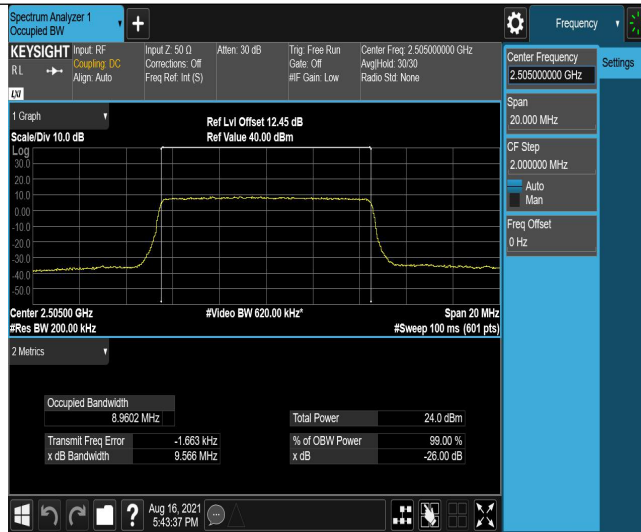 Spectrum Analyzer 1
Occupied BW
Frequency
KEYSIGHT
RL
LXI
Input: RF
Coupling: DC
Align: Auto
Input Z: 50 Ω
Corrections: Off
Freq Ref: Int (S)
Atten: 30 dB
Trig: Free Run
Gate: Off
#IF Gain: Low
Center Freq: 2.505000000 GHz
Avg|Hold: 30/30
Radio Std: None
Center Frequency
2.505000000 GHz
Settings
Span
20.000 MHz
CF Step
2.000000 MHz
Auto
Man
Freq Offset
0 Hz
1 Graph
Scale/Div 10.0 dB
Ref Lvl Offset 12.45 dB
Ref Value 40.00 dBm
Log
30.0
20.0
10.0
0.00
-10.0
-20.0
-30.0
-40.0
-50.0
Center 2.50500 GHz
#Video BW 620.00 kHz*
Span 20 MHz
#Res BW 200.00 kHz
#Sweep 100 ms (601 pts)
2 Metrics
Occupied Bandwidth
8.9602 MHz
Total Power 24.0 dBm
Transmit Freq Error -1.663 kHz
% of OBW Power 99.00 %
x dB Bandwidth 9.566 MHz
x dB -26.00 dB
?
Aug 16, 2021
5:43:37 PM